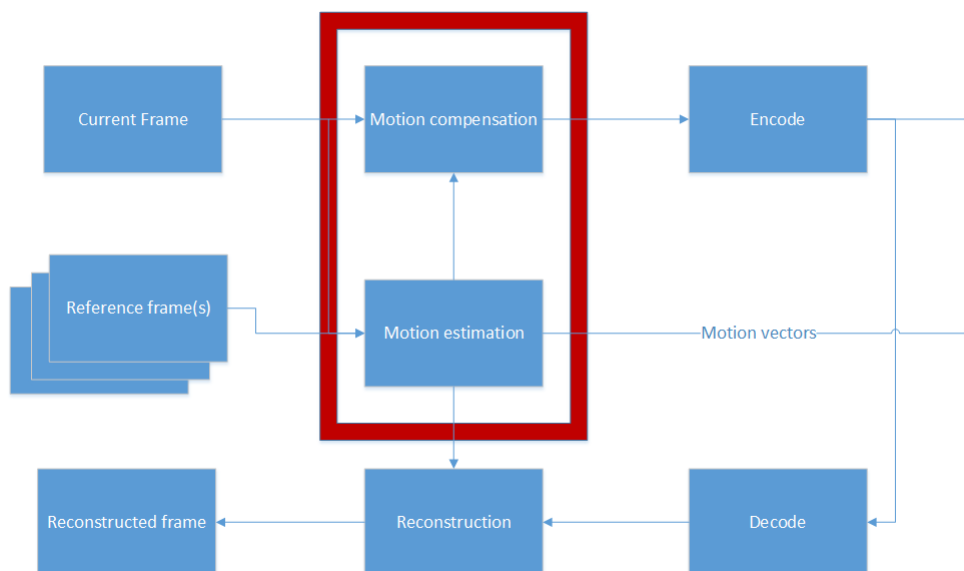 Current Frame
Motion compensation
Encode
Reference frame(s)
Motion estimation
Motion vectors
Reconstructed frame
Reconstruction
Decode